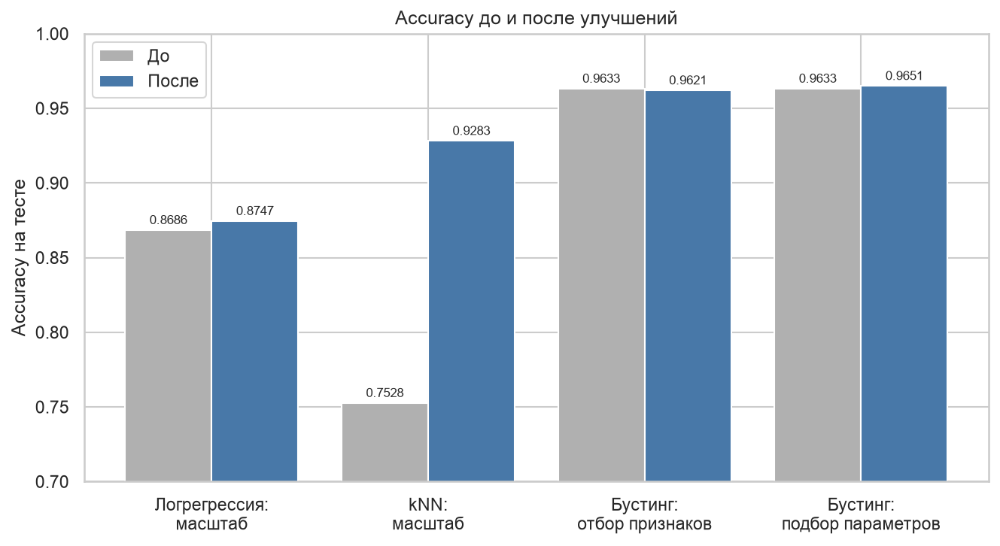 Accuracy до и после улучшений
До
После
Accuracy на тесте
1.00
0.95
0.90
0.85
0.80
0.75
0.70
0.8686
0.8747
0.7528
0.9283
0.9633
0.9621
0.9633
0.9651
Логрегрессия:
масштаб
kNN:
масштаб
Бустинг:
отбор признаков
Бустинг:
подбор параметров